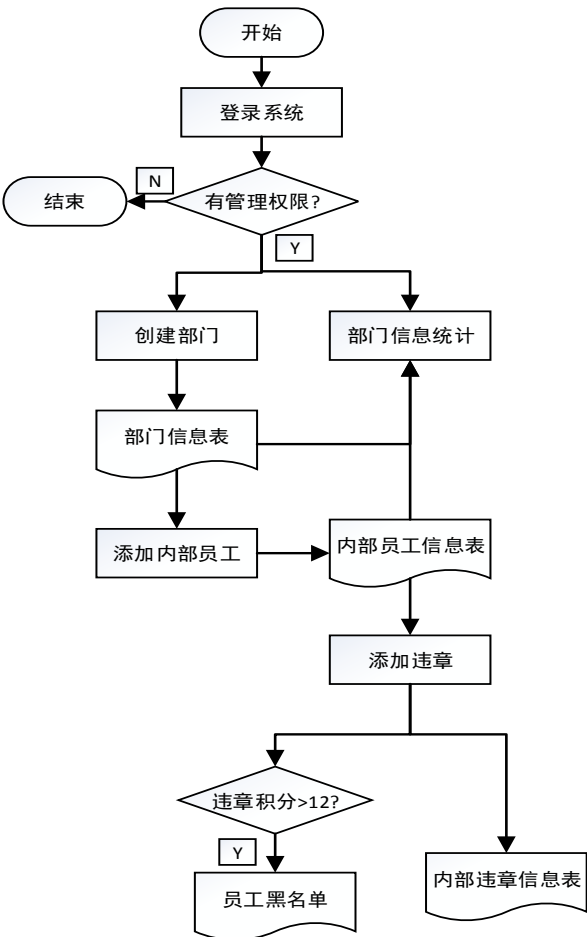 开始
登录系统
N
结束
有管理权限?
Y
创建部门
部门信息统计
部门信息表
添加内部员工
内部员工信息表
添加违章
违章积分>12?
Y
员工黑名单
内部违章信息表